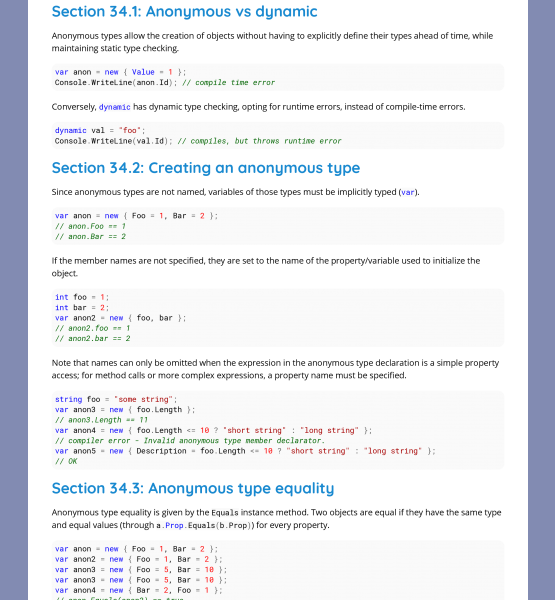 Section 34.1: Anonymous vs dynamic
Anonymous types allow the creation of objects without having to explicitly define their types ahead of time, while
maintaining static type checking.
var anon = new { Value = 1 };
Console.WriteLine(anon.Id); // compile time error
Conversely, dynamic has dynamic type checking, opting for runtime errors, instead of compile-time errors.
dynamic val = "foo";
Console.WriteLine(val.Id); // compiles, but throws runtime error
Section 34.2: Creating an anonymous type
Since anonymous types are not named, variables of those types must be implicitly typed (var).
var anon = new { Foo = 1, Bar = 2 };
// anon.Foo == 1
// anon.Bar == 2
If the member names are not specified, they are set to the name of the property/variable used to initialize the
object.
int foo = 1;
int bar = 2;
var anon2 = new { foo, bar };
// anon2.foo == 1
// anon2.bar == 2
Note that names can only be omitted when the expression in the anonymous type declaration is a simple property
access; for method calls or more complex expressions, a property name must be specified.
string foo = "some string";
var anon3 = new { foo.Length };
// anon3.Length == 11
var anon4 = new { foo.Length <= 10 ? "short string" : "long string" };
// compiler error - Invalid anonymous type member declarator.
var anon5 = new { Description = foo.Length <= 10 ? "short string" : "long string" };
// OK
Section 34.3: Anonymous type equality
Anonymous type equality is given by the Equals instance method. Two objects are equal if they have the same type
and equal values (through a.Prop.Equals(b.Prop)) for every property.
var anon = new { Foo = 1, Bar = 2 };
var anon2 = new { Foo = 1, Bar = 2 };
var anon3 = new { Foo = 5, Bar = 10 };
var anon3 = new { Foo = 5, Bar = 10 };
var anon4 = new { Bar = 2, Foo = 1 };